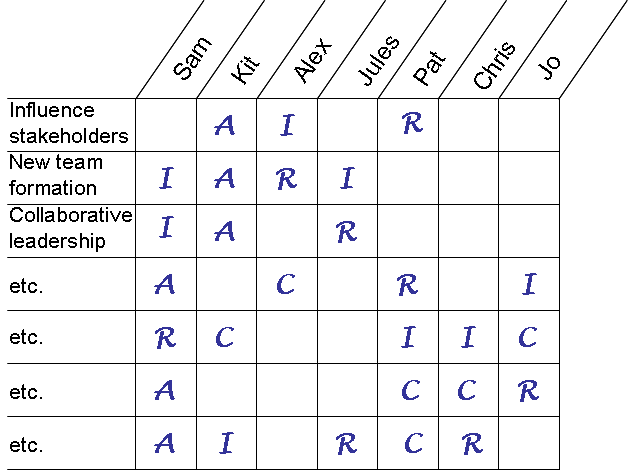 Sam Kit Alex Jules Pat Chris Jo
Influence
stakeholders A I R
New team
formation I A R I
Collaborative
leadership I A R
etc. A C R I
etc. R C I I C
etc. A C C R
etc. A I R C R